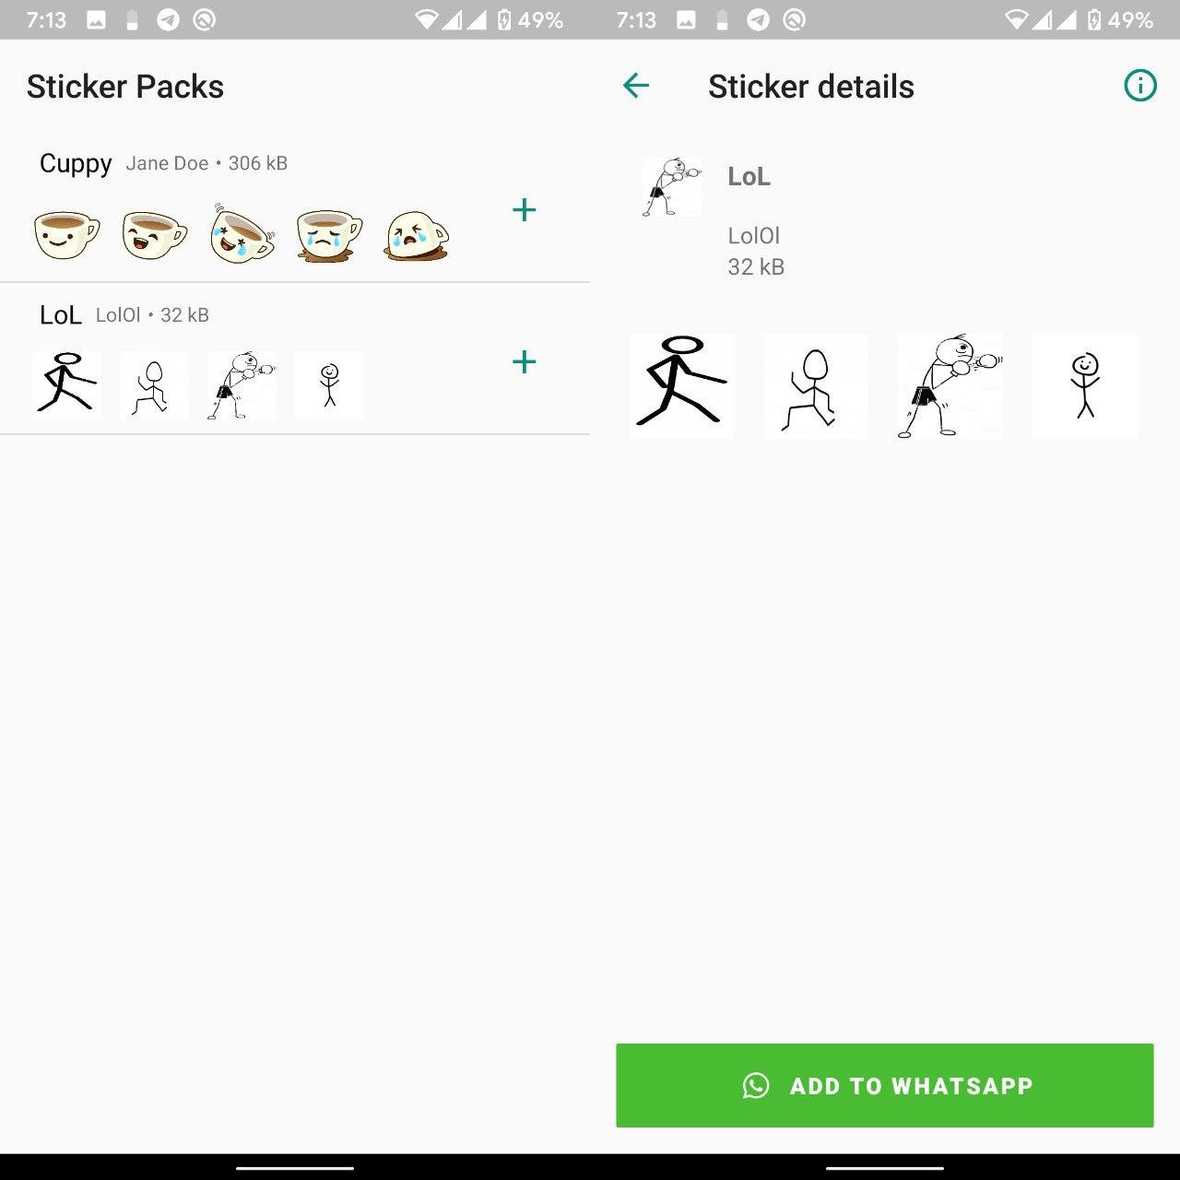 7:13 49%
Sticker Packs
Cuppy Jane Doe • 306 kB
LoL LolOl • 32 kB
7:13 49%
Sticker details
LoL
LolOl
32 kB
ADD TO WHATSAPP